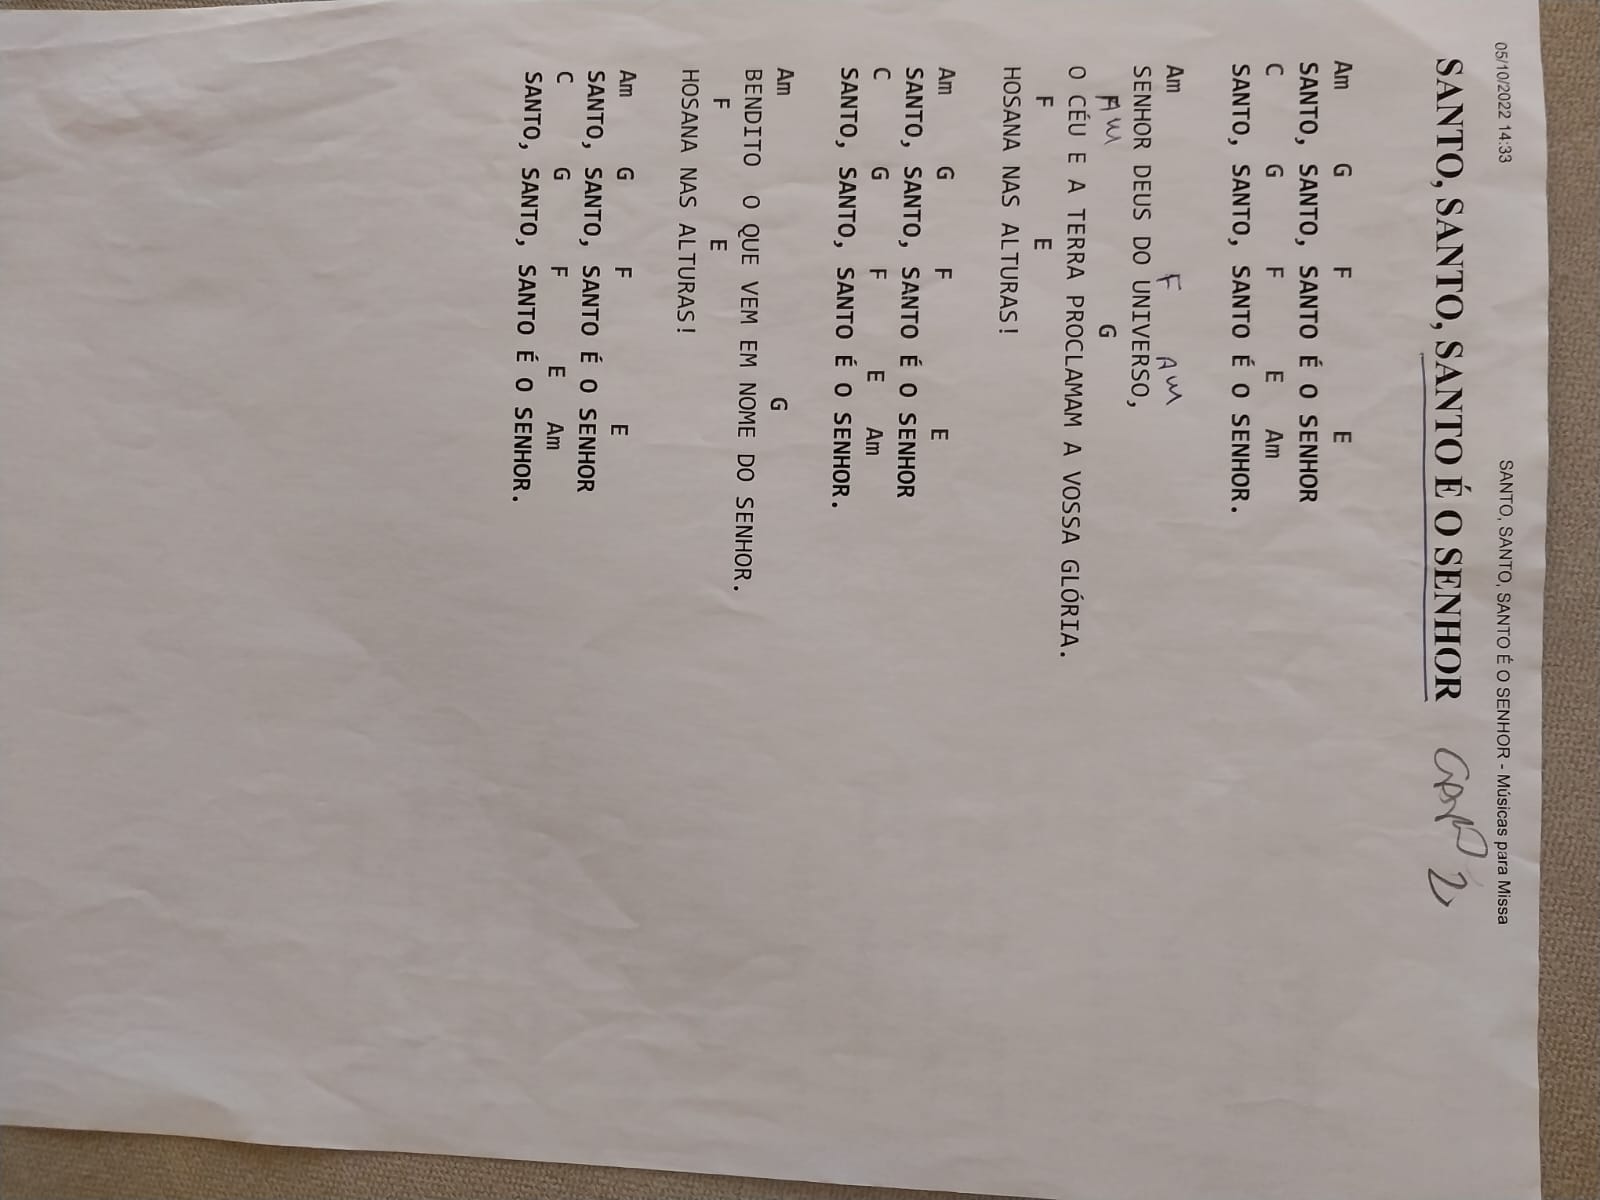 05/10/2022 14:33 SANTO, SANTO, SANTO É O SENHOR - Músicas para Missa
SANTO, SANTO, SANTO É O SENHOR CAPO 2
Am G F E
SANTO, SANTO, SANTO É O SENHOR
C G F E Am
SANTO, SANTO, SANTO É O SENHOR.
Am F AM
SENHOR DEUS DO UNIVERSO,
AM G
O CÉU E A TERRA PROCLAMAM A VOSSA GLÓRIA.
F E
HOSANA NAS ALTURAS!
Am G F E
SANTO, SANTO, SANTO É O SENHOR
C G F E Am
SANTO, SANTO, SANTO É O SENHOR.
Am G
BENDITO O QUE VEM EM NOME DO SENHOR.
F E
HOSANA NAS ALTURAS!
Am G F E
SANTO, SANTO, SANTO É O SENHOR
C G F E Am
SANTO, SANTO, SANTO É O SENHOR.